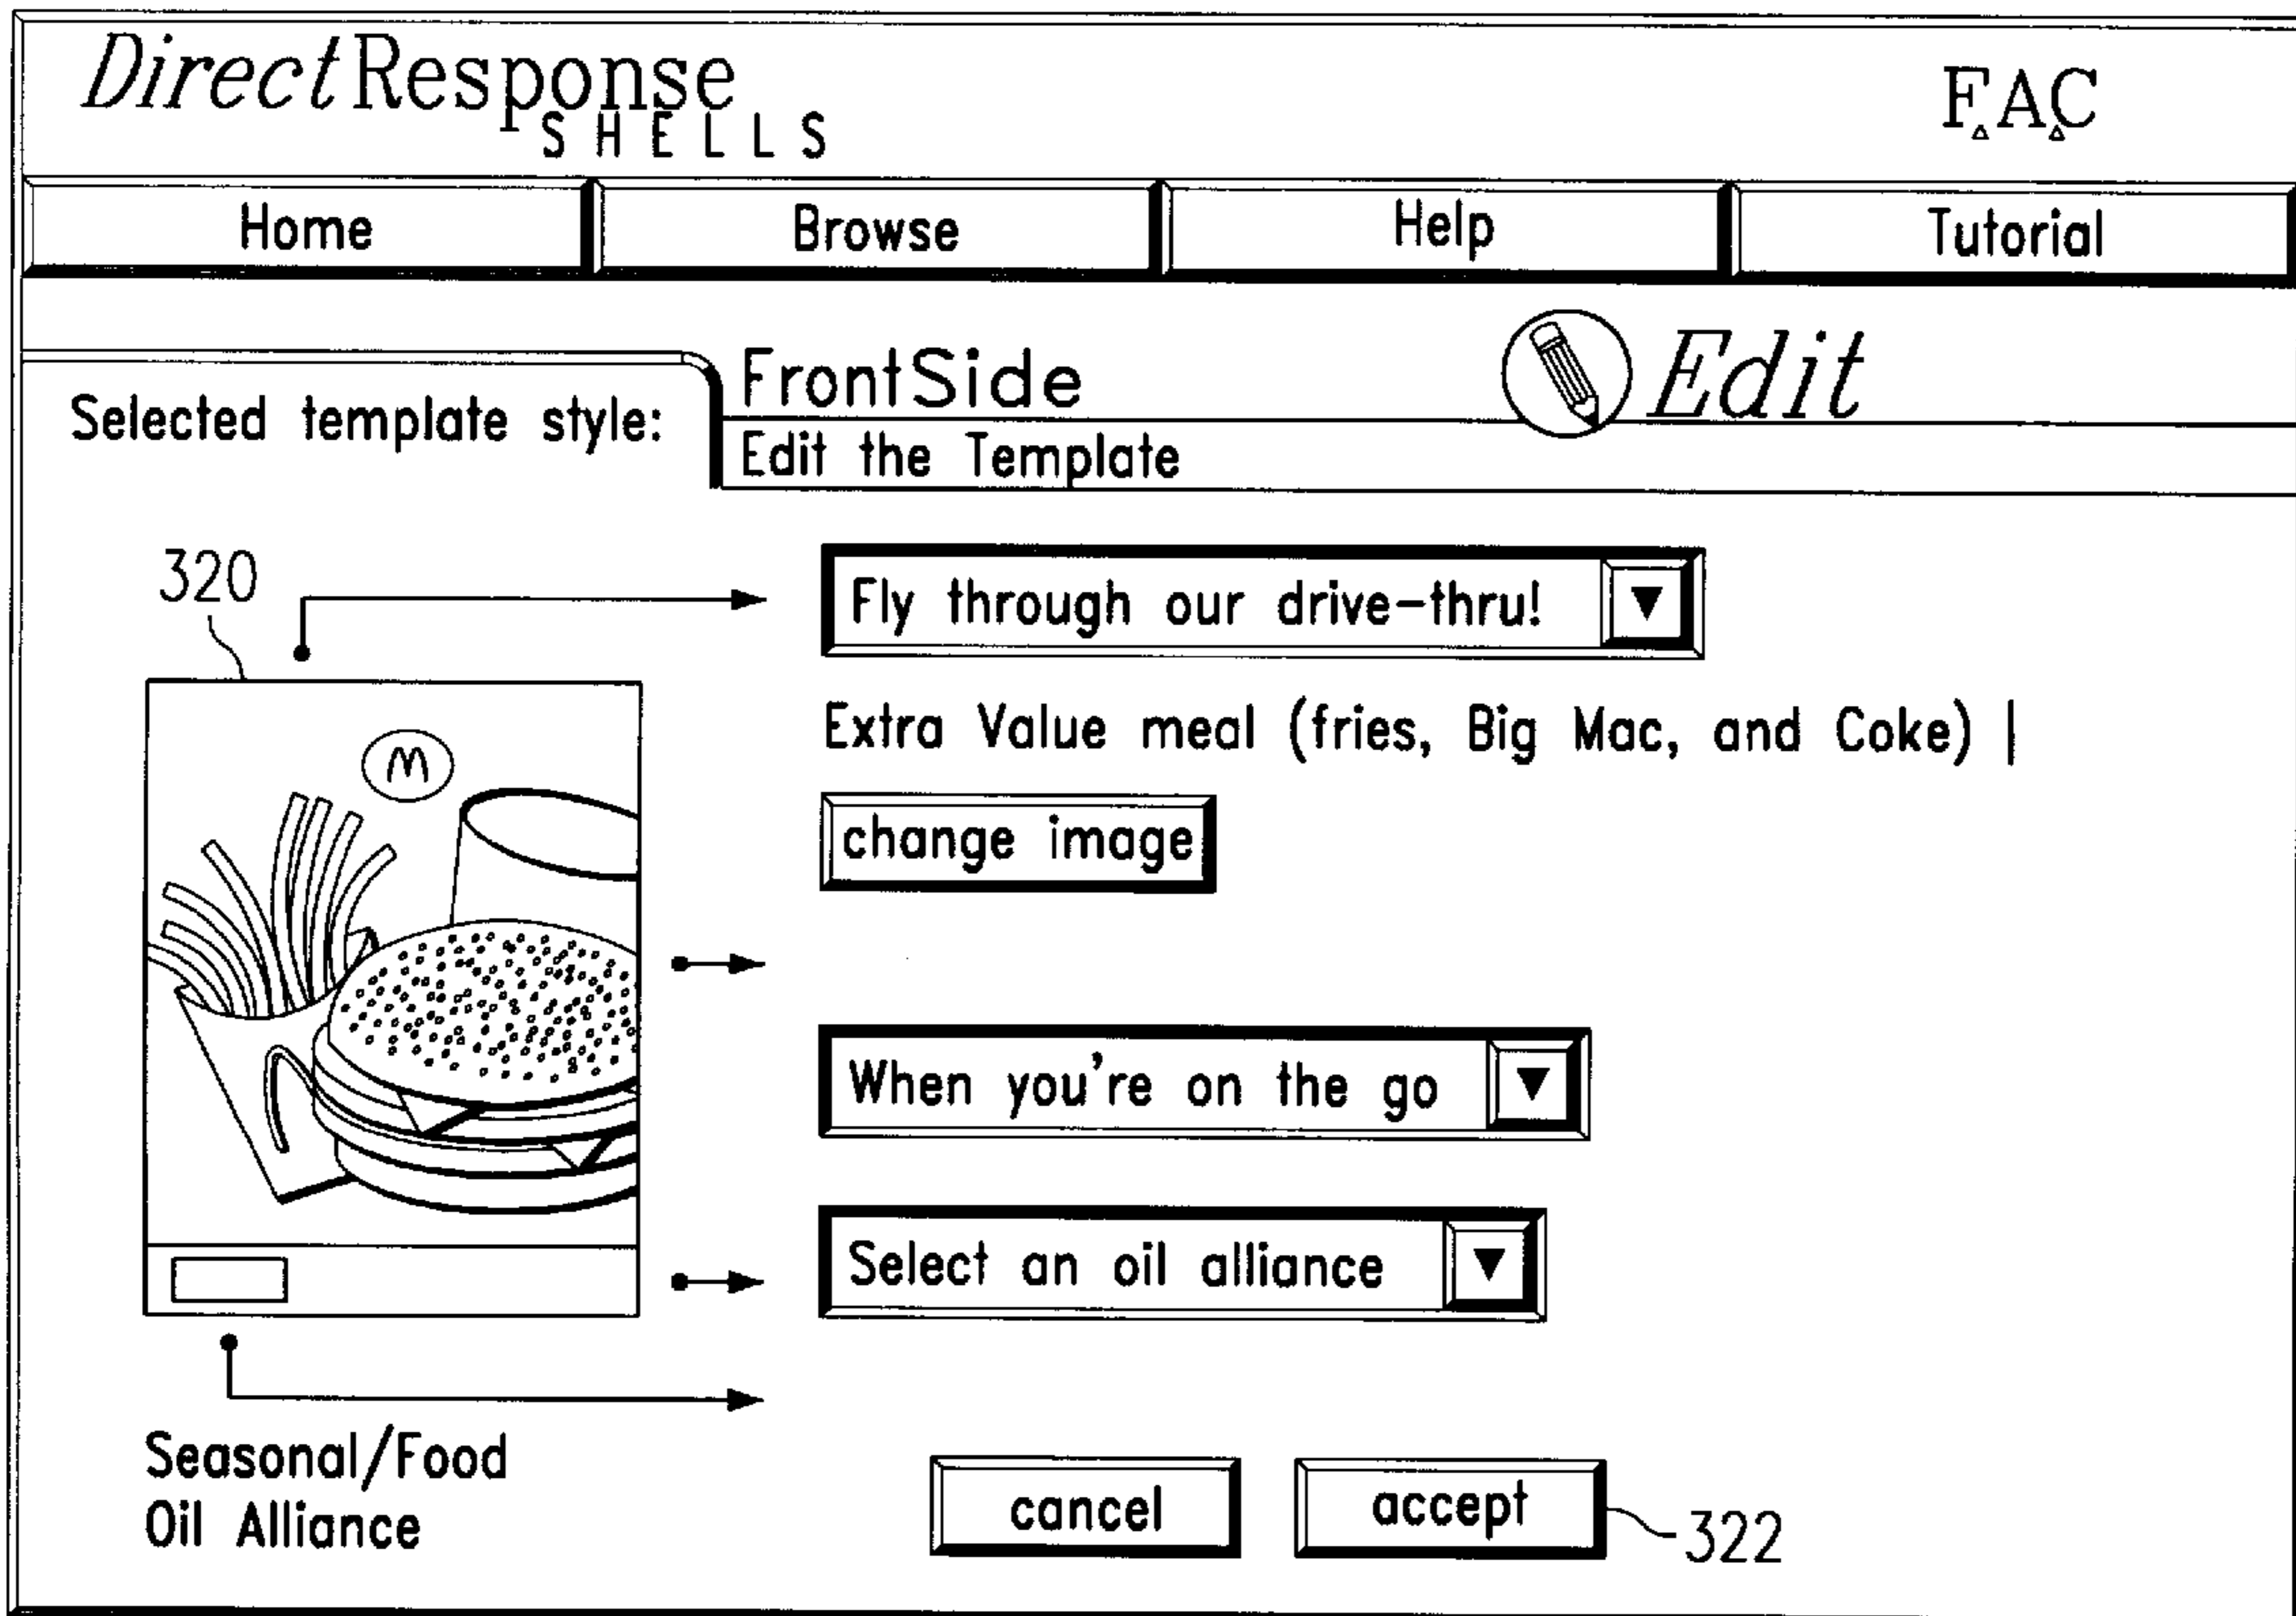 DirectResponse
SHELLS
FAC
Home Browse Help Tutorial
FrontSide
Edit
Selected template style:
Edit the Template
320
Fly through our drive-thru!
Extra Value meal (fries, Big Mac, and Coke)
M
change image
When you're on the go
Select an oil alliance
Seasonal/Food
Oil Alliance
cancel accept
322